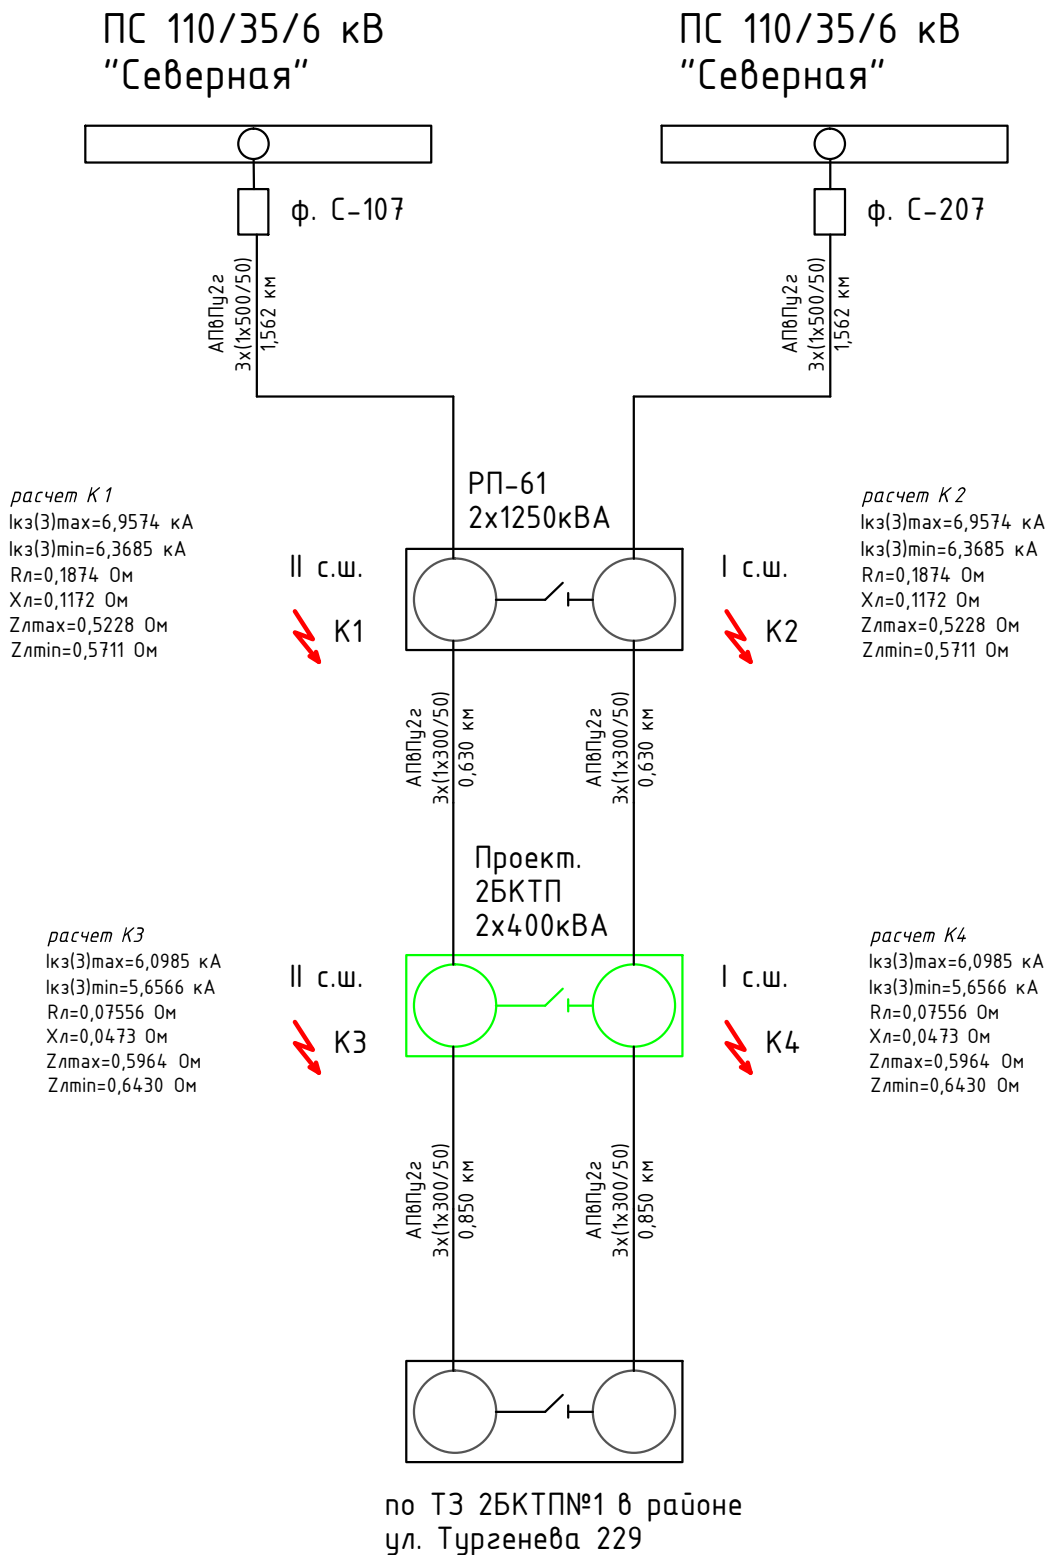 ПС 110/35/6 кВ
"Северная"
ПС 110/35/6 кВ
"Северная"
ф. С-107
ф. С-207
АПвПу2г
3х(1х500/50)
1,562 км
АПвПу2г
3х(1х500/50)
1,562 км
РП-61
2х1250кВА
расчет К1
Iкз(3)max=6,9574 кА
Iкз(3)min=6,3685 кА
Rл=0,1874 Ом
Xл=0,1172 Ом
Zлmax=0,5228 Ом
Zлmin=0,5711 Ом
II с.ш.
К1
I с.ш.
К2
расчет К2
Iкз(3)max=6,9574 кА
Iкз(3)min=6,3685 кА
Rл=0,1874 Ом
Xл=0,1172 Ом
Zлmax=0,5228 Ом
Zлmin=0,5711 Ом
АПвПу2г
3х(1х300/50)
0,630 км
АПвПу2г
3х(1х300/50)
0,630 км
Проект.
2БКТП
2х400кВА
расчет К3
Iкз(3)max=6,0985 кА
Iкз(3)min=5,6566 кА
Rл=0,07556 Ом
Xл=0,0473 Ом
Zлmax=0,5964 Ом
Zлmin=0,6430 Ом
II с.ш.
К3
I с.ш.
К4
расчет К4
Iкз(3)max=6,0985 кА
Iкз(3)min=5,6566 кА
Rл=0,07556 Ом
Xл=0,0473 Ом
Zлmax=0,5964 Ом
Zлmin=0,6430 Ом
АПвПу2г
3х(1х300/50)
0,850 км
АПвПу2г
3х(1х300/50)
0,850 км
по ТЗ 2БКТП№1 в районе
ул. Тургенева 229